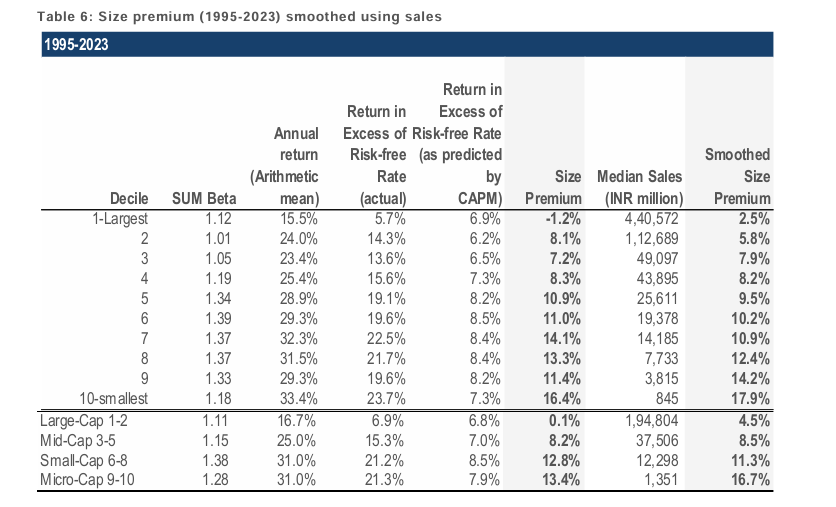 Table 6: Size premium (1995-2023) smoothed using sales
1995-2023
Return in
Return in Excess of
Annual Excess of Risk-free Rate
return Risk-free (as predicted Smoothed
(Arithmetic Rate by Size Median Sales Size
Decile SUM Beta mean) (actual) CAPM) Premium (INR million) Premium
1-Largest 1.12 15.5% 5.7% 6.9% -1.2% 4,40,572 2.5%
2 1.01 24.0% 14.3% 6.2% 8.1% 1,12,689 5.8%
3 1.05 23.4% 13.6% 6.5% 7.2% 49,097 7.9%
4 1.19 25.4% 15.6% 7.3% 8.3% 43,895 8.2%
5 1.34 28.9% 19.1% 8.2% 10.9% 25,611 9.5%
6 1.39 29.3% 19.6% 8.5% 11.0% 19,378 10.2%
7 1.37 32.3% 22.5% 8.4% 14.1% 14,185 10.9%
8 1.37 31.5% 21.7% 8.4% 13.3% 7,733 12.4%
9 1.33 29.3% 19.6% 8.2% 11.4% 3,815 14.2%
10-smallest 1.18 33.4% 23.7% 7.3% 16.4% 845 17.9%
Large-Cap 1-2 1.11 16.7% 6.9% 6.8% 0.1% 1,94,804 4.5%
Mid-Cap 3-5 1.15 25.0% 15.3% 7.0% 8.2% 37,506 8.5%
Small-Cap 6-8 1.38 31.0% 21.2% 8.5% 12.8% 12,298 11.3%
Micro-Cap 9-10 1.28 31.0% 21.3% 7.9% 13.4% 1,351 16.7%